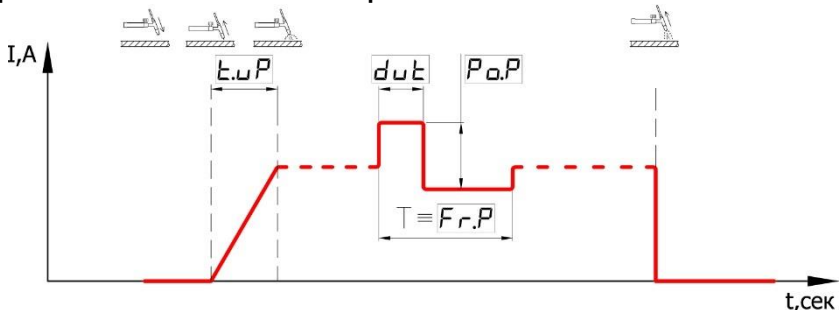 I,A
t.uP
dut
Po.P
T ≡ Fr.P
t,сек